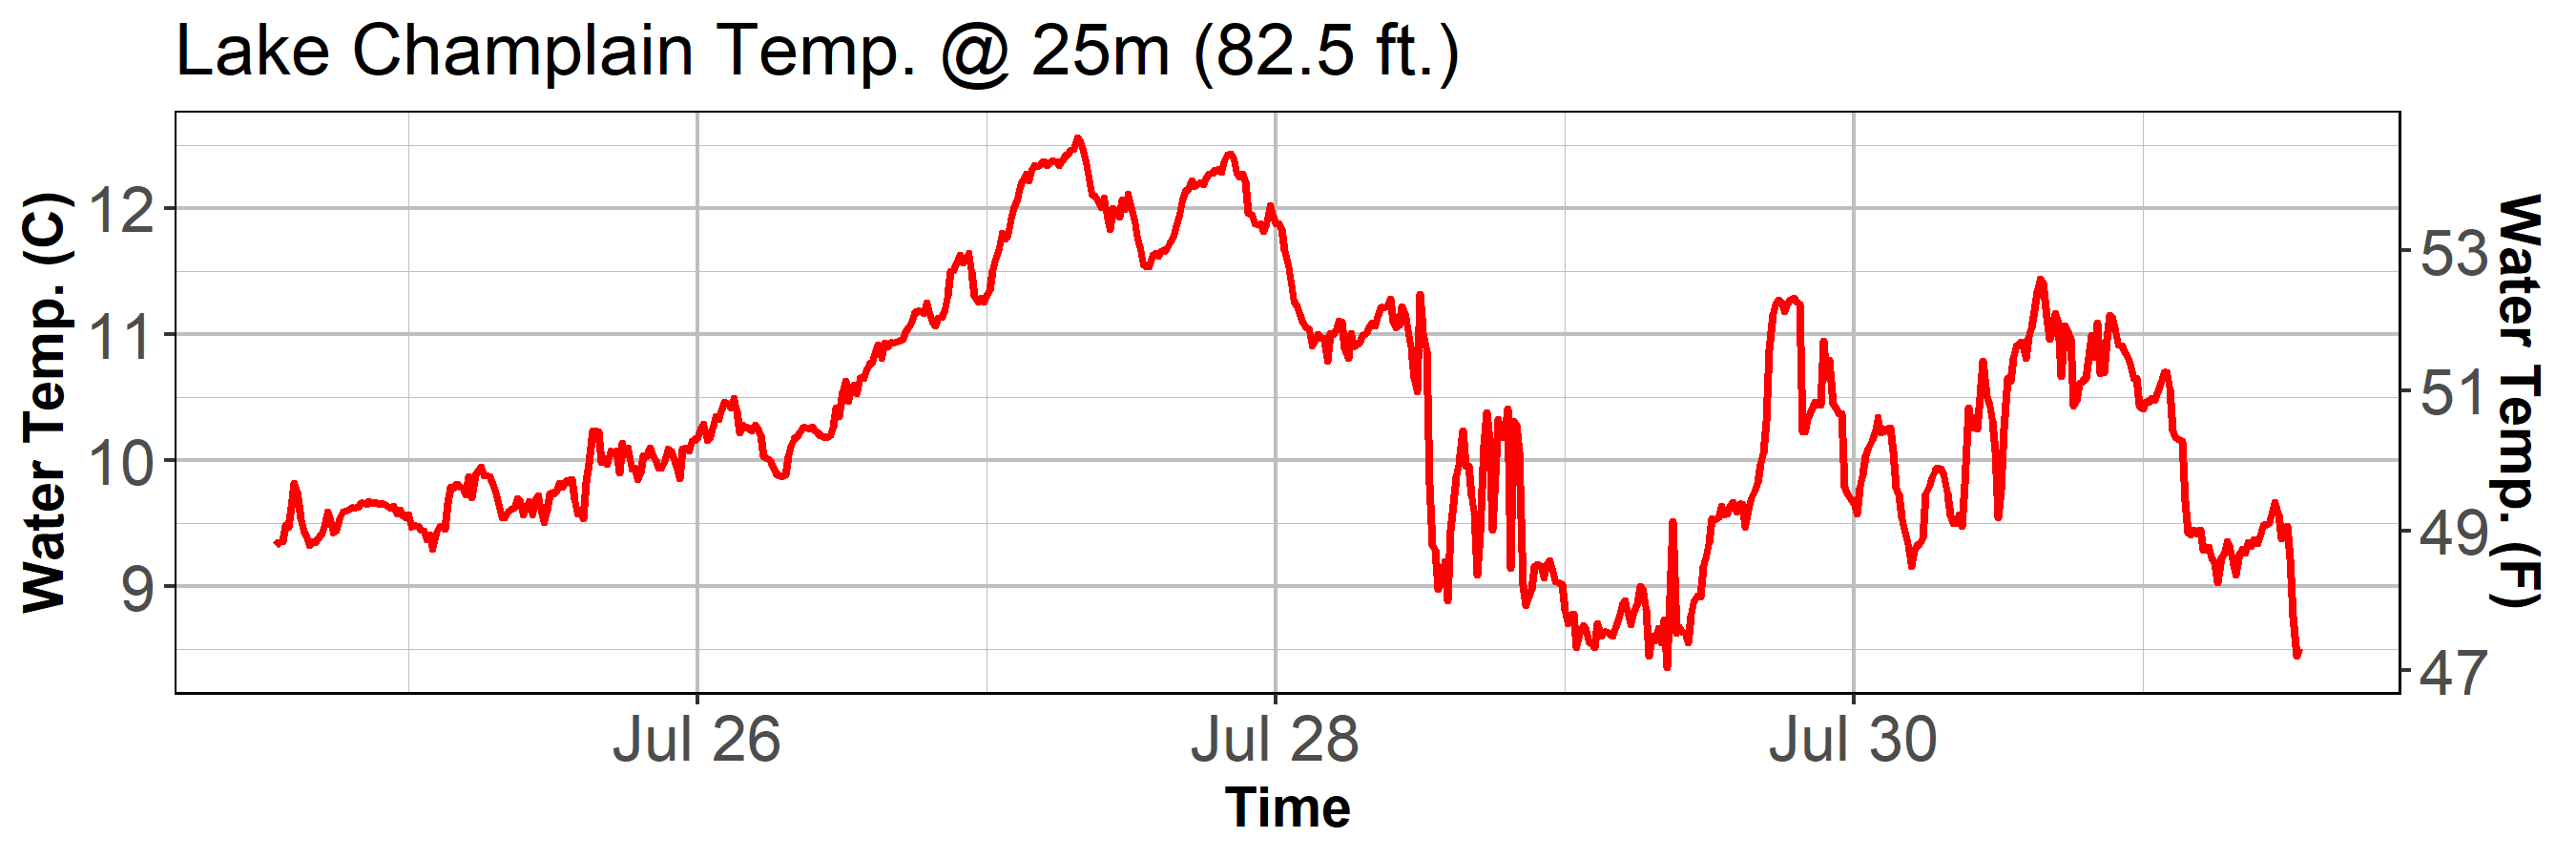 Lake Champlain Temp. @ 25m (82.5 ft.)
Water Temp. (C)
12
11
10
9
53
51
49
47
Water Temp. (F)
Jul 26
Jul 28
Jul 30
Time